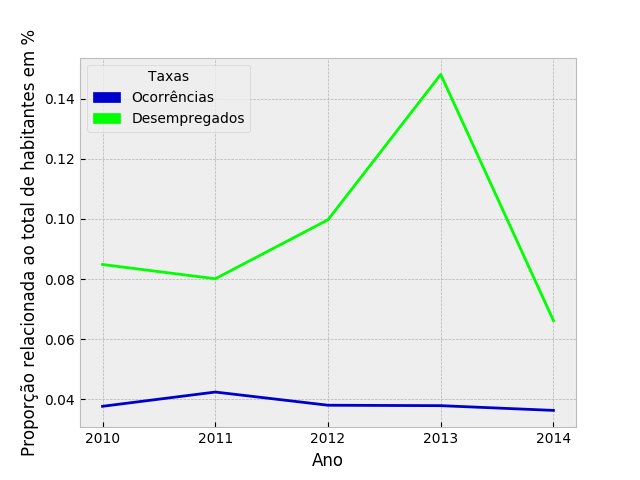 Proporção relacionada ao total de habitantes em %
Taxas
Ocorrências
Desempregados
0.14
0.12
0.10
0.08
0.06
0.04
2010 2011 2012 2013 2014
Ano